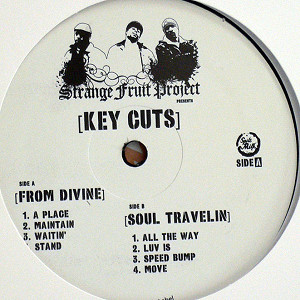 Strange Fruit Project
PRESENTS
[KEY CUTS]
SIDE A
SIDE A
[FROM DIVINE]
1. A PLACE
2. MAINTAIN
3. WAITIN'
4. STAND
SIDE B
[SOUL TRAVELIN]
1. ALL THE WAY
2. LUV IS
3. SPEED BUMP
4. MOVE